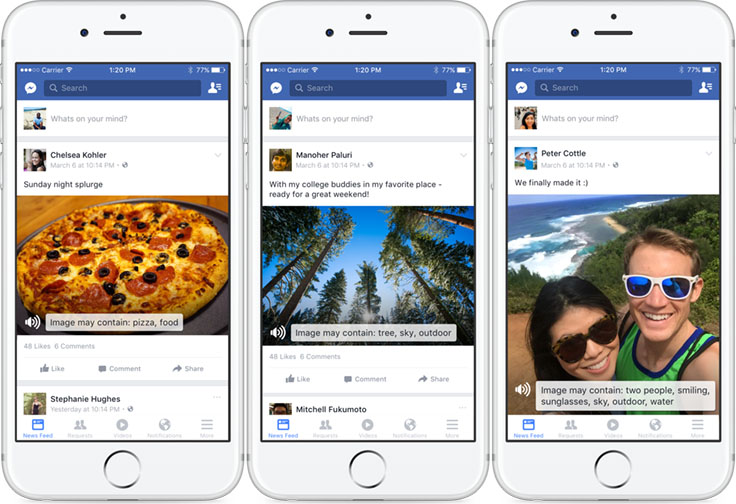 Carrier 1:20 PM 77%
Search
Whats on your mind?
Chelsea Kohler
March 6 at 10:14 PM •
Sunday night splurge
Image may contain: pizza, food
48 Likes 6 Comments
Like Comment Share
Stephanie Hughes
Yesterday at 10:14 PM •
News Feed Requests Videos Notifications More
Carrier 1:20 PM 77%
Search
Whats on your mind?
Manoher Paluri
March 6 at 10:14 PM •
With my college buddies in my favorite place -
ready for a great weekend!
Image may contain: tree, sky, outdoor
48 Likes 6 Comments
Like Comment Share
Mitchell Fukumoto
News Feed Requests Videos Notifications More
Carrier 1:20 PM 77%
Search
Whats on your mind?
Peter Cottle
March 6 at 10:14 PM •
We finally made it :)
Image may contain: two people, smiling,
sunglasses, sky, outdoor, water
News Feed Requests Videos Notifications More